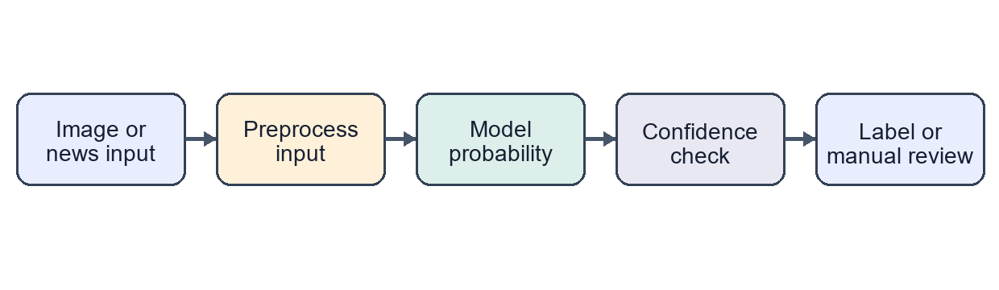 Image or
news input
Preprocess
input
Model
probability
Confidence
check
Label or
manual review